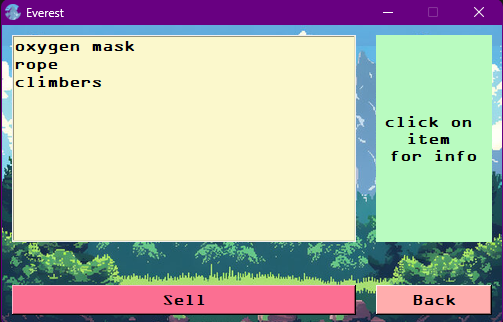 Everest
oxygen mask
rope
climbers
click on
item
for info
Sell
Back